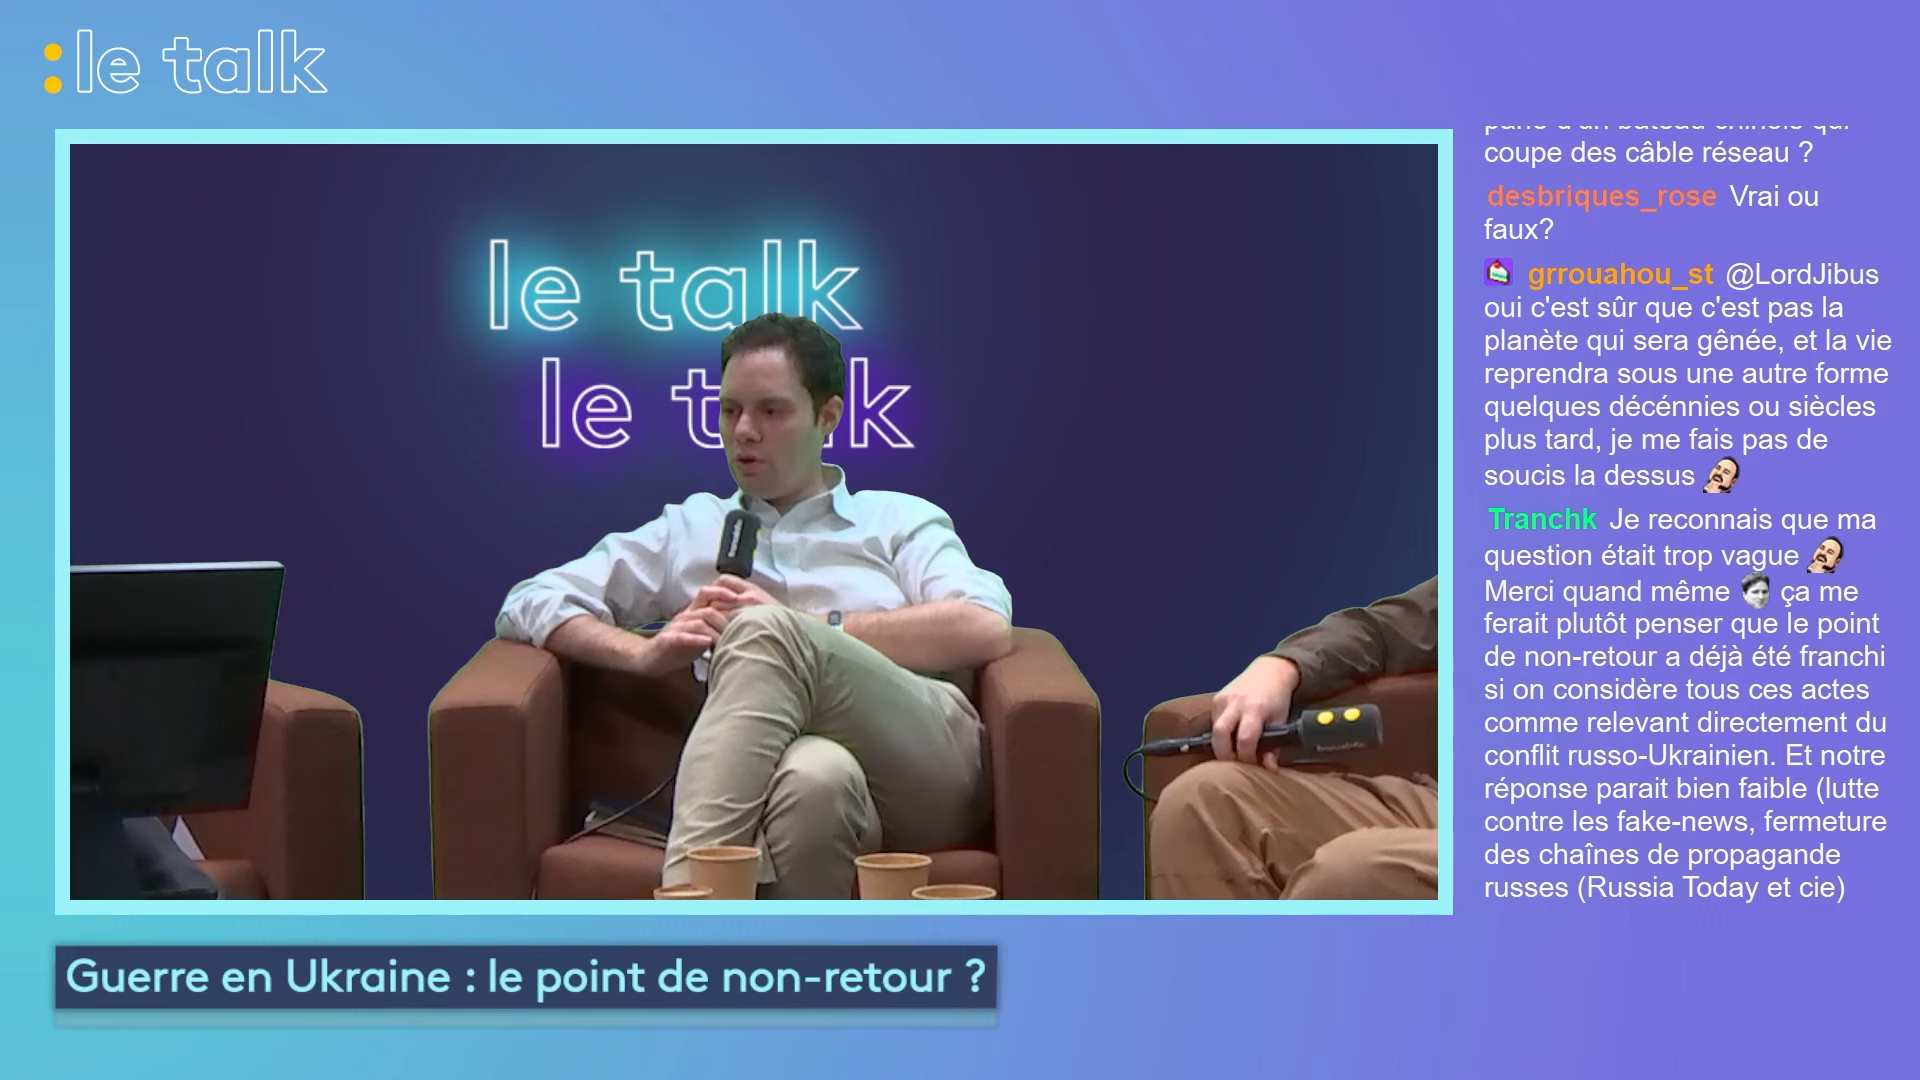 :le talk
le talk
le t lk
coupe des câble réseau ?
desbriques_rose Vrai ou
faux?
grrouahou_st @LordJibus
oui c'est sûr que c'est pas la
planète qui sera gênée, et la vie
reprendra sous une autre forme
quelques décénnies ou siècles
plus tard, je me fais pas de
soucis la dessus
Tranchk Je reconnais que ma
question était trop vague
Merci quand même ça me
ferait plutôt penser que le point
de non-retour a déjà été franchi
si on considère tous ces actes
comme relevant directement du
conflit russo-Ukrainien. Et notre
réponse parait bien faible (lutte
contre les fake-news, fermeture
des chaînes de propagande
russes (Russia Today et cie)
Guerre en Ukraine : le point de non-retour ?